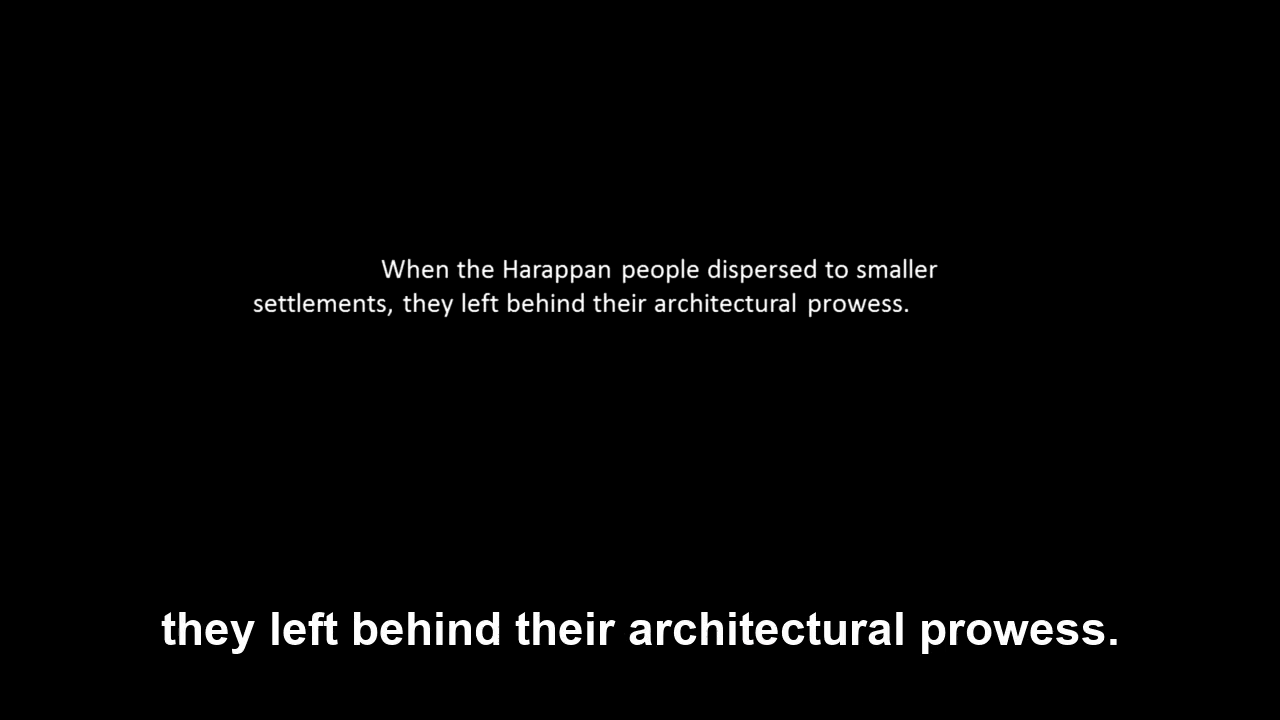 When the Harappan people dispersed to smaller
settlements, they left behind their architectural prowess.
they left behind their architectural prowess.